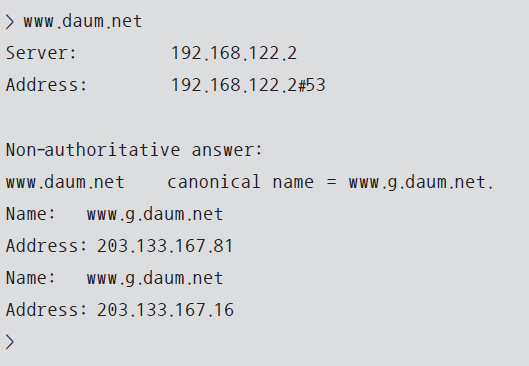 > www.daum.net
Server: 192.168.122.2
Address: 192.168.122.2#53
Non-authoritative answer:
www.daum.net canonical name = www.g.daum.net.
Name: www.g.daum.net
Address: 203.133.167.81
Name: www.g.daum.net
Address: 203.133.167.16
>